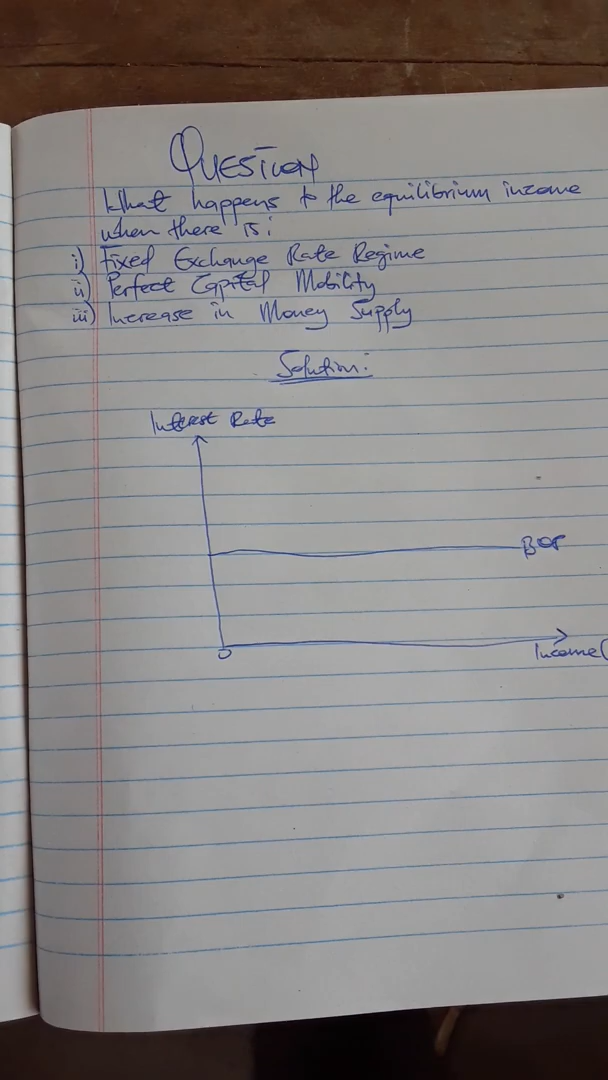 QUESTION
What happens to the equilibrium income
when there is:
i) Fixed Exchange Rate Regime
ii) Perfect Capital Mobility
iii) Increase in Money Supply
Solution:
Interest Rate
BOP
0
Income(